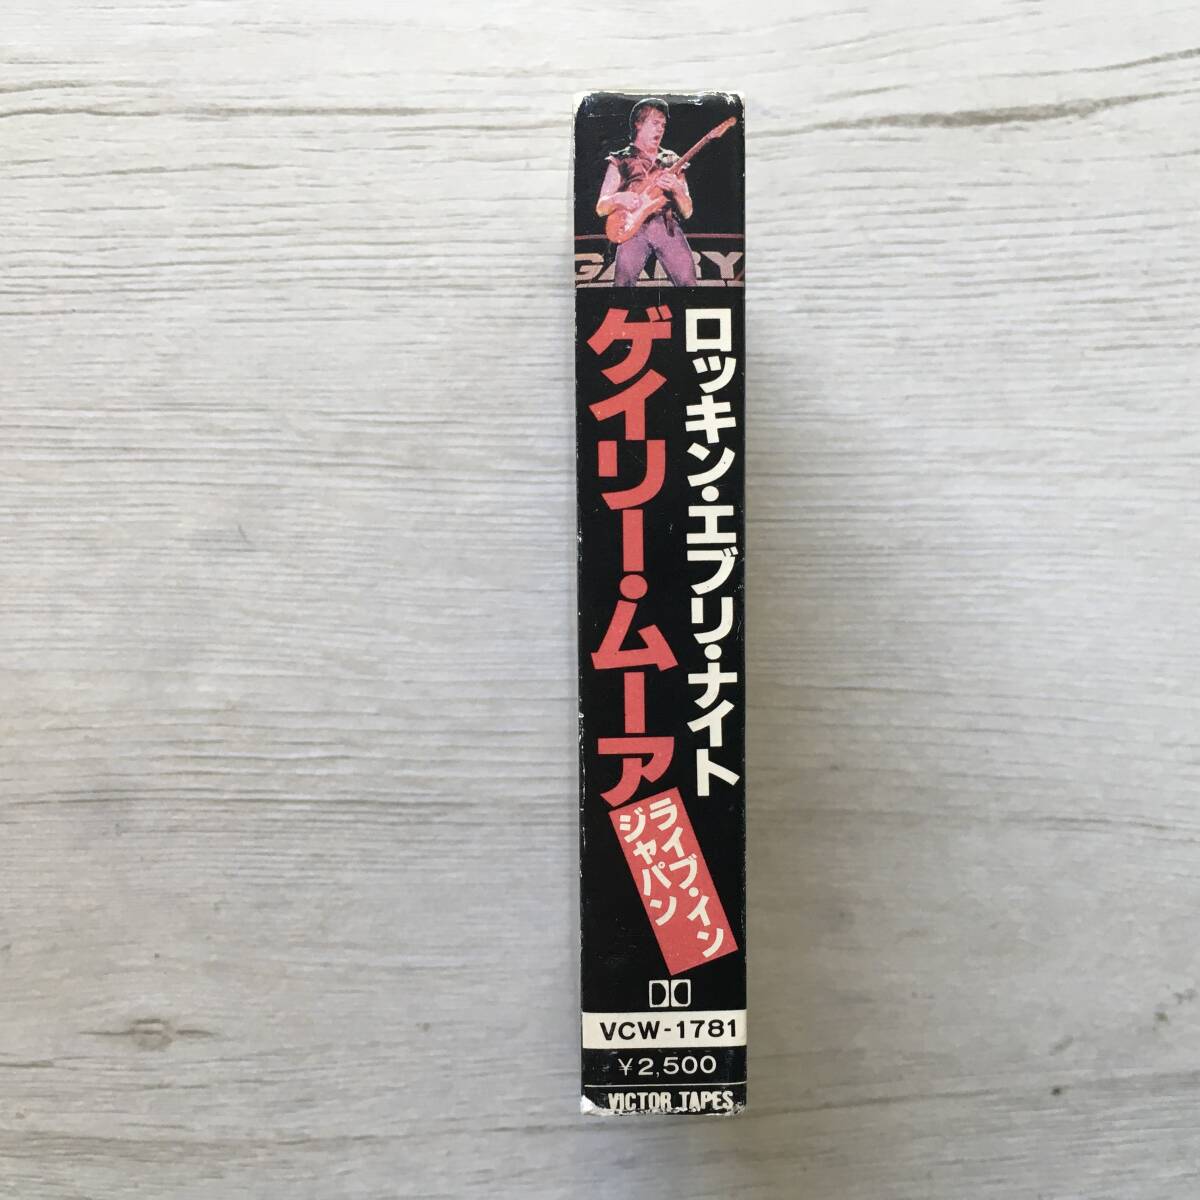 GARY
ロッキン・エブリ・ナイト
ゲイリー・ムーア
ライブ・イン
ジャパン
VCW-1781
¥2,500
VICTOR TAPES